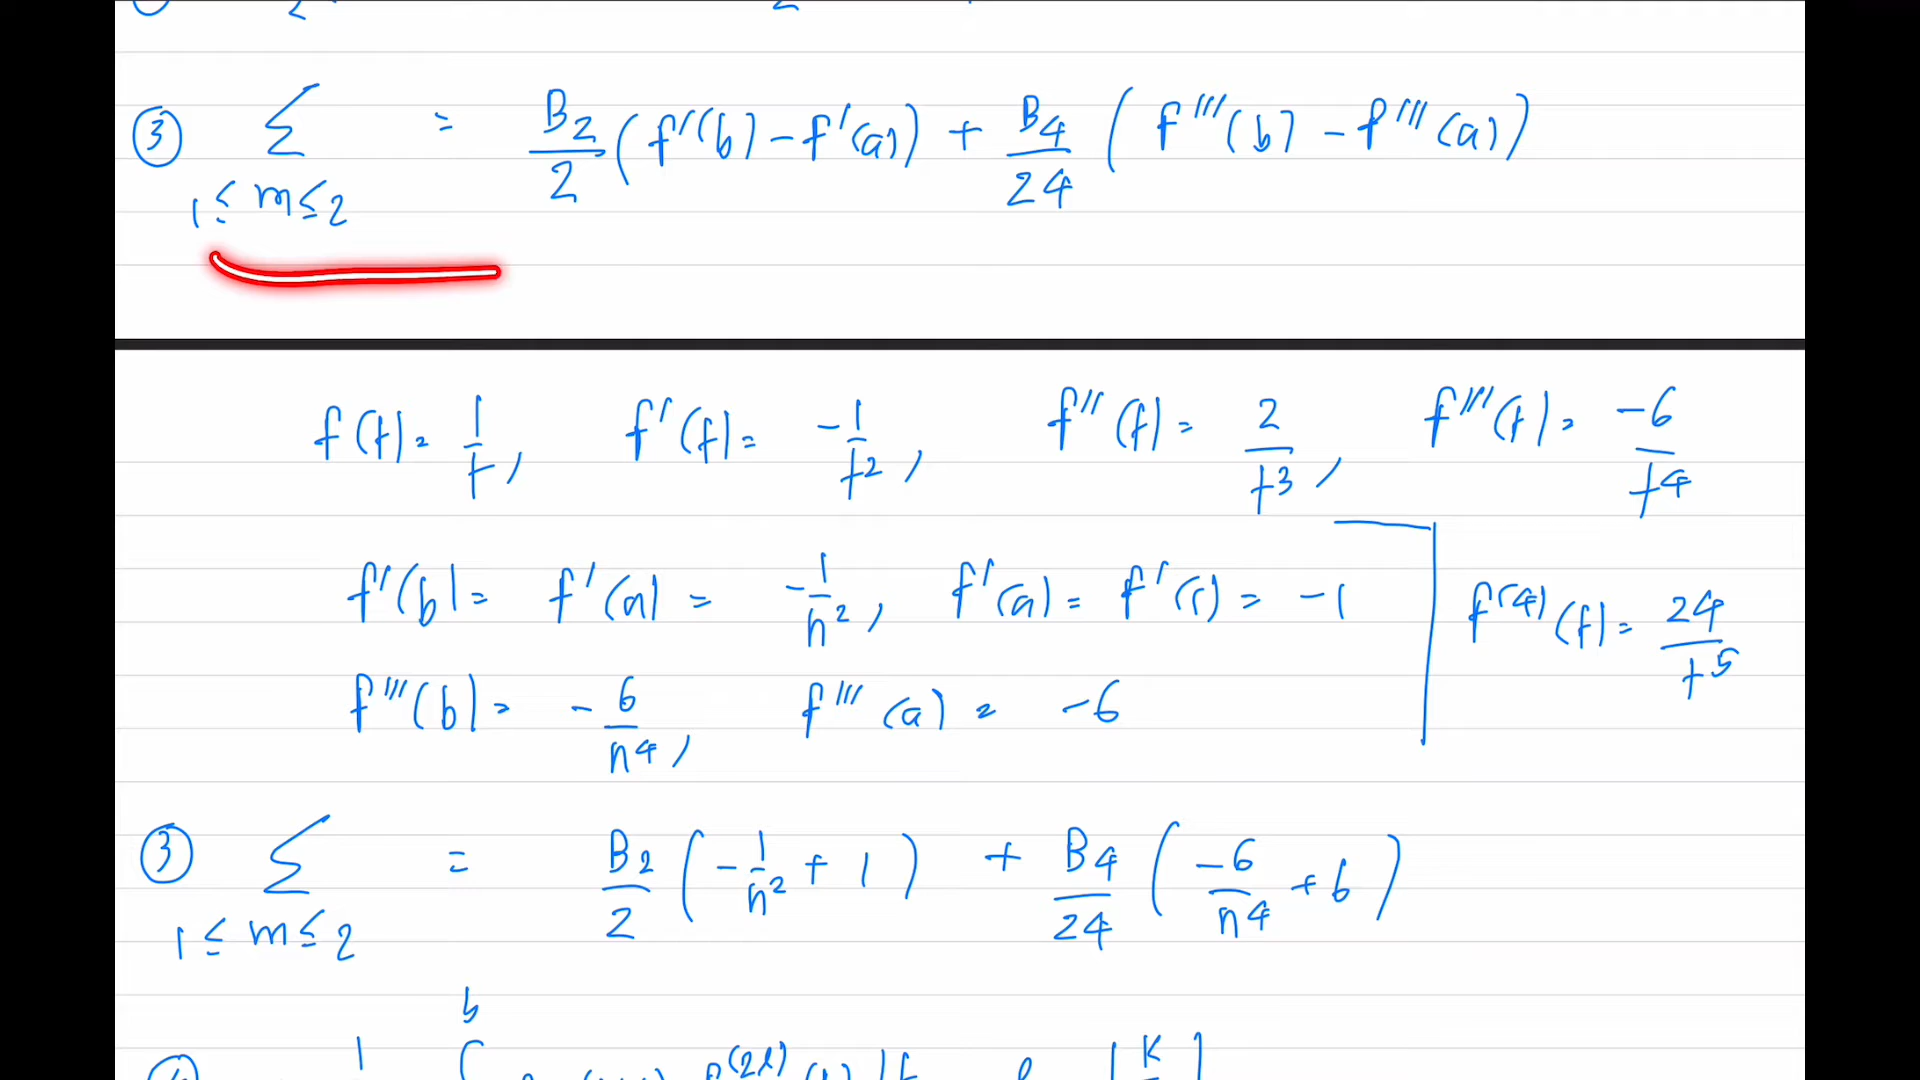 ③ Σ = B2/2 (f'(b) - f'(a)) + B4/24 (f'''(b) - f'''(a))
1 ≤ m ≤ 2
f(t) = 1/t, f'(t) = -1/t², f''(t) = 2/t³, f'''(t) = -6/t⁴
f'(b) = f'(n) = -1/n², f'(a) = f'(1) = -1
f⁽⁴⁾(t) = 24/t⁵
f'''(b) = -6/n⁴, f'''(a) = -6
③ Σ = B2/2 (-1/n² + 1) + B4/24 (-6/n⁴ + 6)
1 ≤ m ≤ 2
b